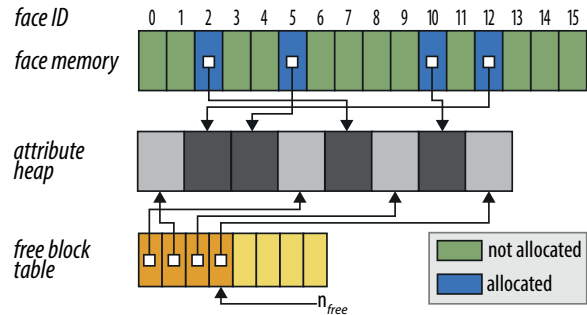 face ID 0 1 2 3 4 5 6 7 8 9 10 11 12 13 14 15
face memory
attribute
heap
free block
table
not allocated
allocated
n_free